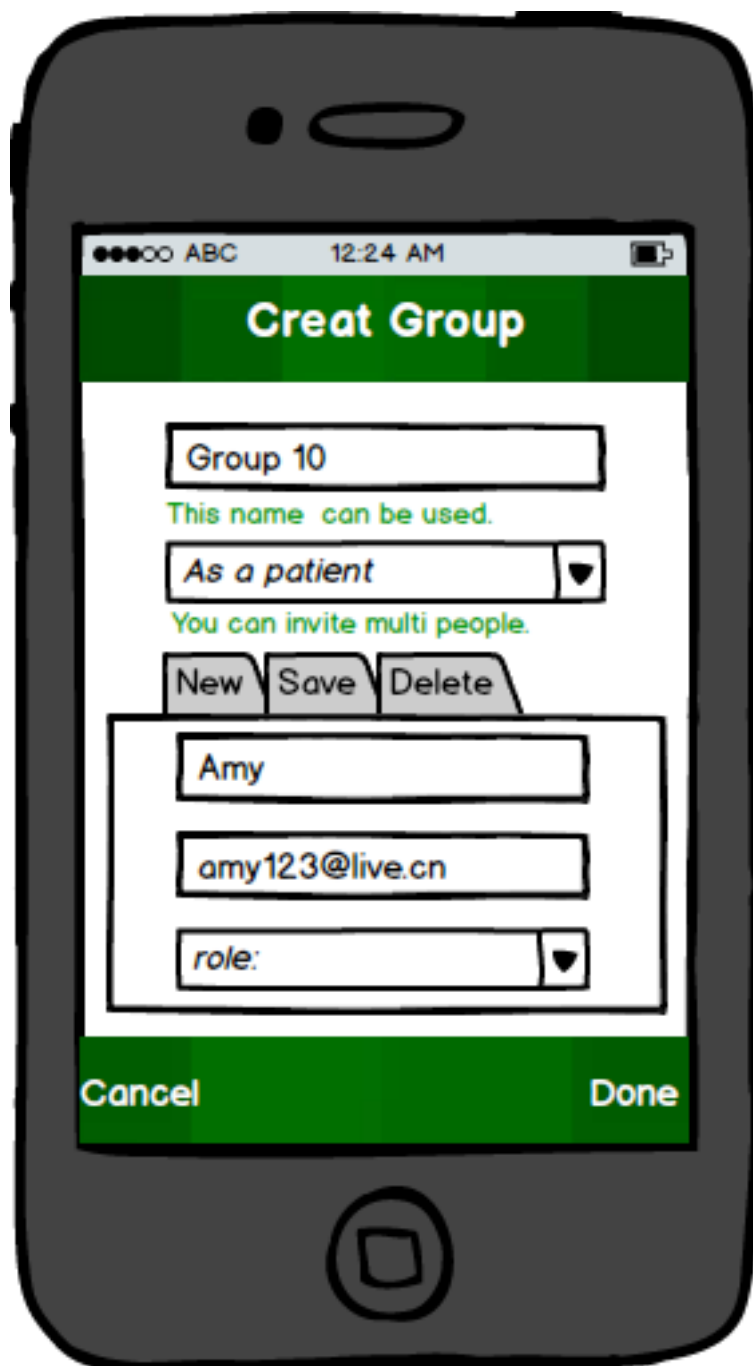 ABC 12:24 AM
Creat Group
Group 10
This name can be used.
As a patient
You can invite multi people.
New Save Delete
Amy
amy123@live.cn
role:
Cancel Done